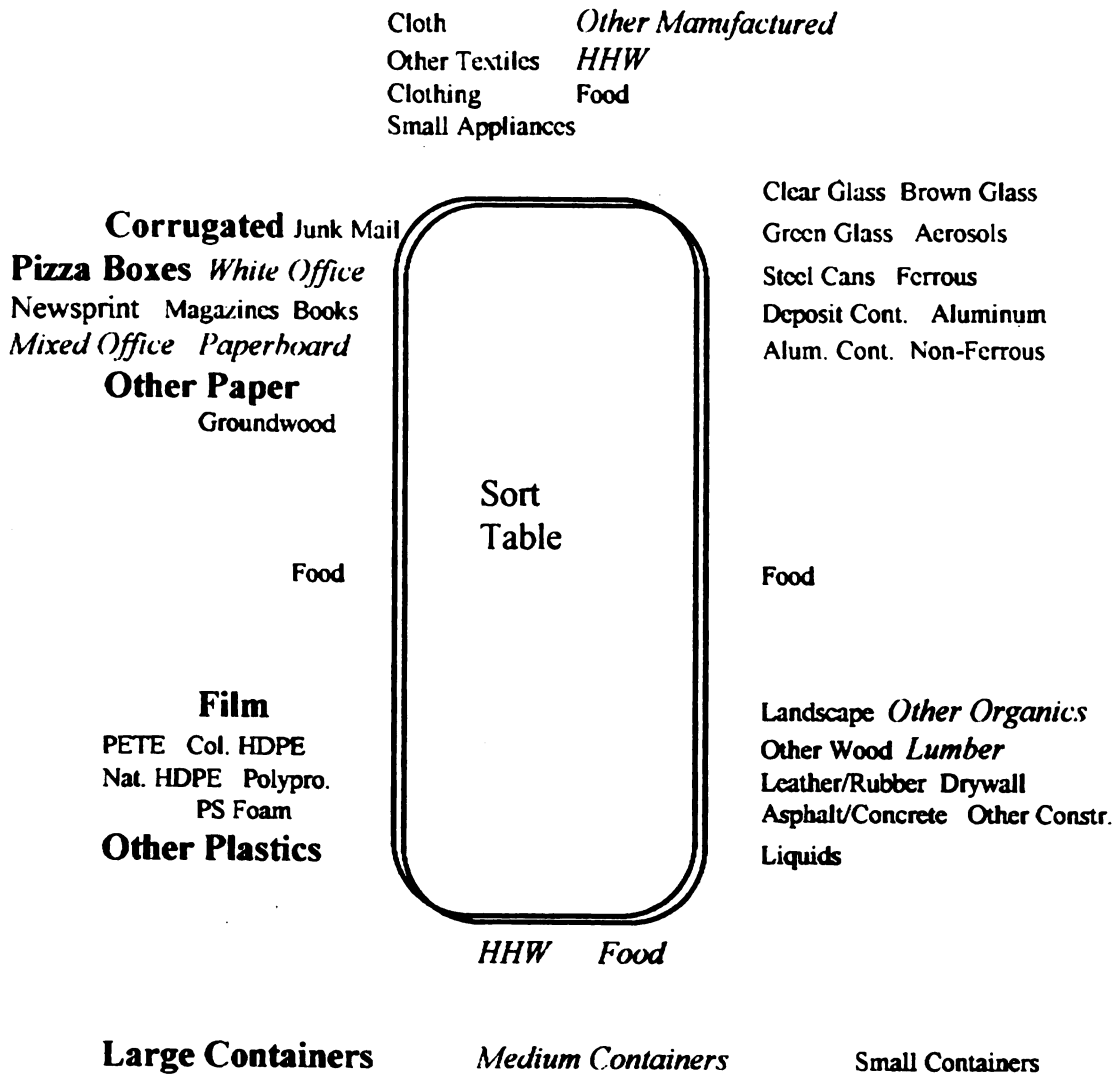 Cloth Other Manufactured
Other Textiles HHW
Clothing Food
Small Appliances
Corrugated Junk Mail
Pizza Boxes White Office
Newsprint Magazines Books
Mixed Office Paperboard
Other Paper
Groundwood
Clear Glass Brown Glass
Green Glass Aerosols
Steel Cans Ferrous
Deposit Cont. Aluminum
Alum. Cont. Non-Ferrous
Sort
Table
Food
Food
Film
PETE Col. HDPE
Nat. HDPE Polypro.
PS Foam
Other Plastics
Landscape Other Organics
Other Wood Lumber
Leather/Rubber Drywall
Asphalt/Concrete Other Constr.
Liquids
HHW Food
Large Containers Medium Containers Small Containers